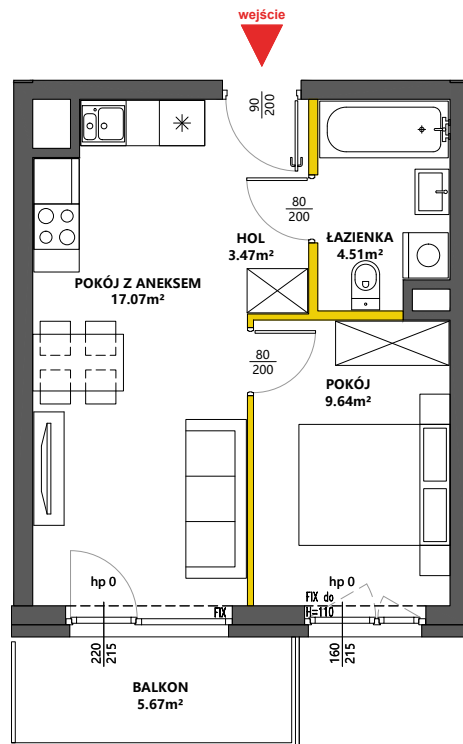 wejście
90
200
80
200
HOL
3.47m²
ŁAZIENKA
4.51m²
POKÓJ Z ANEKSEM
17.07m²
80
200
POKÓJ
9.64m²
hp 0
hp 0
FIX
FIX do
H=110
220
215
160
215
BALKON
5.67m²